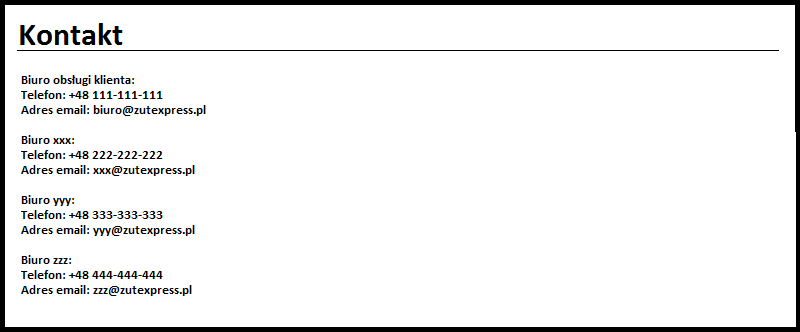 Kontakt
Biuro obsługi klienta:
Telefon: +48 111-111-111
Adres email: biuro@zutexpress.pl
Biuro xxx:
Telefon: +48 222-222-222
Adres email: xxx@zutexpress.pl
Biuro yyy:
Telefon: +48 333-333-333
Adres email: yyy@zutexpress.pl
Biuro zzz:
Telefon: +48 444-444-444
Adres email: zzz@zutexpress.pl